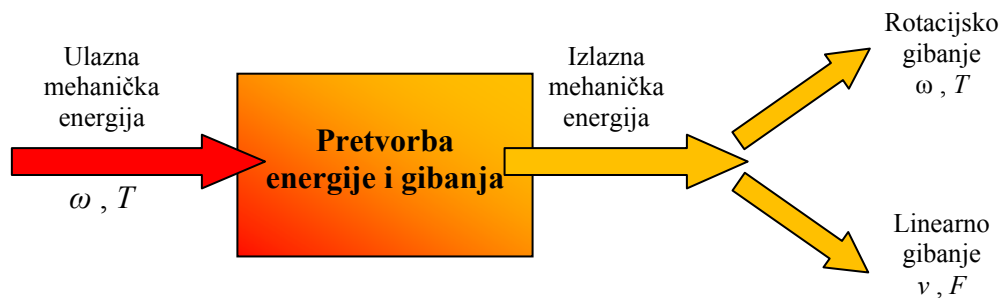 Ulazna
mehanička
energija
ω , T
Pretvorba
energije i gibanja
Izlazna
mehanička
energija
Rotacijsko
gibanje
ω , T
Linearno
gibanje
v , F